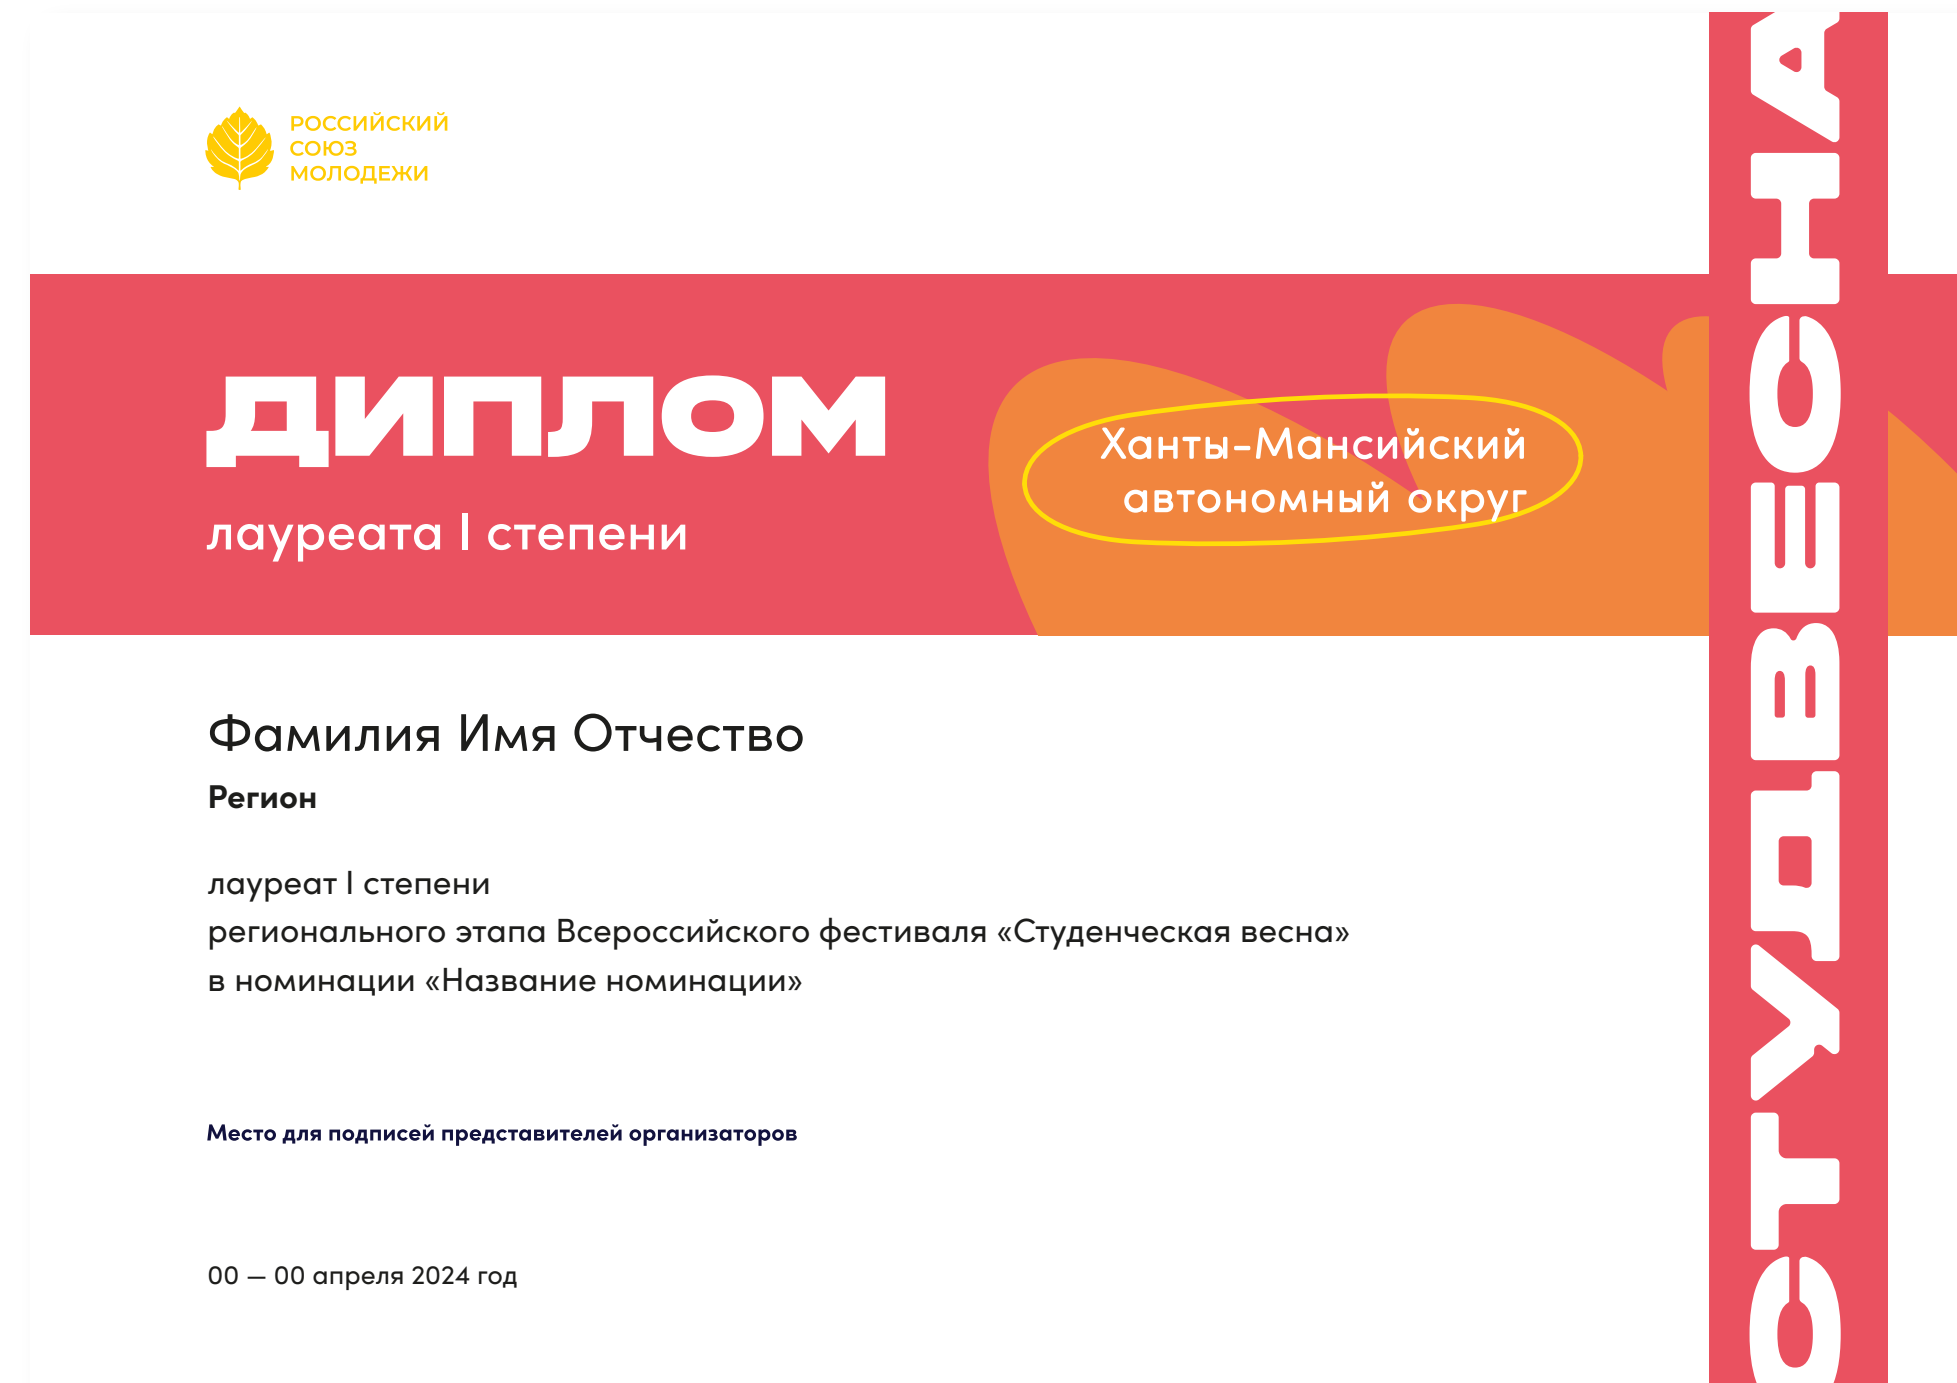 РОССИЙСКИЙ
СОЮЗ
МОЛОДЕЖИ
ДИПЛОМ
лауреата I степени
Ханты-Мансийский
автономный округ
Фамилия Имя Отчество
Регион
лауреат I степени
регионального этапа Всероссийского фестиваля «Студенческая весна»
в номинации «Название номинации»
Место для подписей представителей организаторов
00 — 00 апреля 2024 год
СТУДВЕСНА